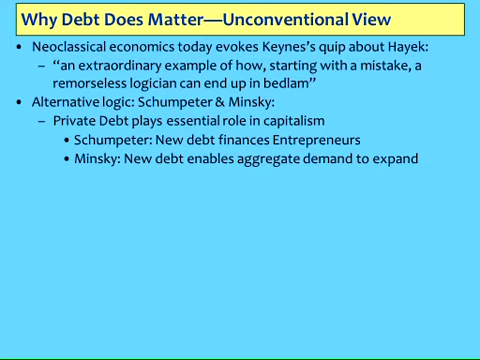 Why Debt Does Matter—Unconventional View
• Neoclassical economics today evokes Keynes’s quip about Hayek:
– “an extraordinary example of how, starting with a mistake, a
remorseless logician can end up in bedlam”
• Alternative logic: Schumpeter & Minsky:
– Private Debt plays essential role in capitalism
• Schumpeter: New debt finances Entrepreneurs
• Minsky: New debt enables aggregate demand to expand